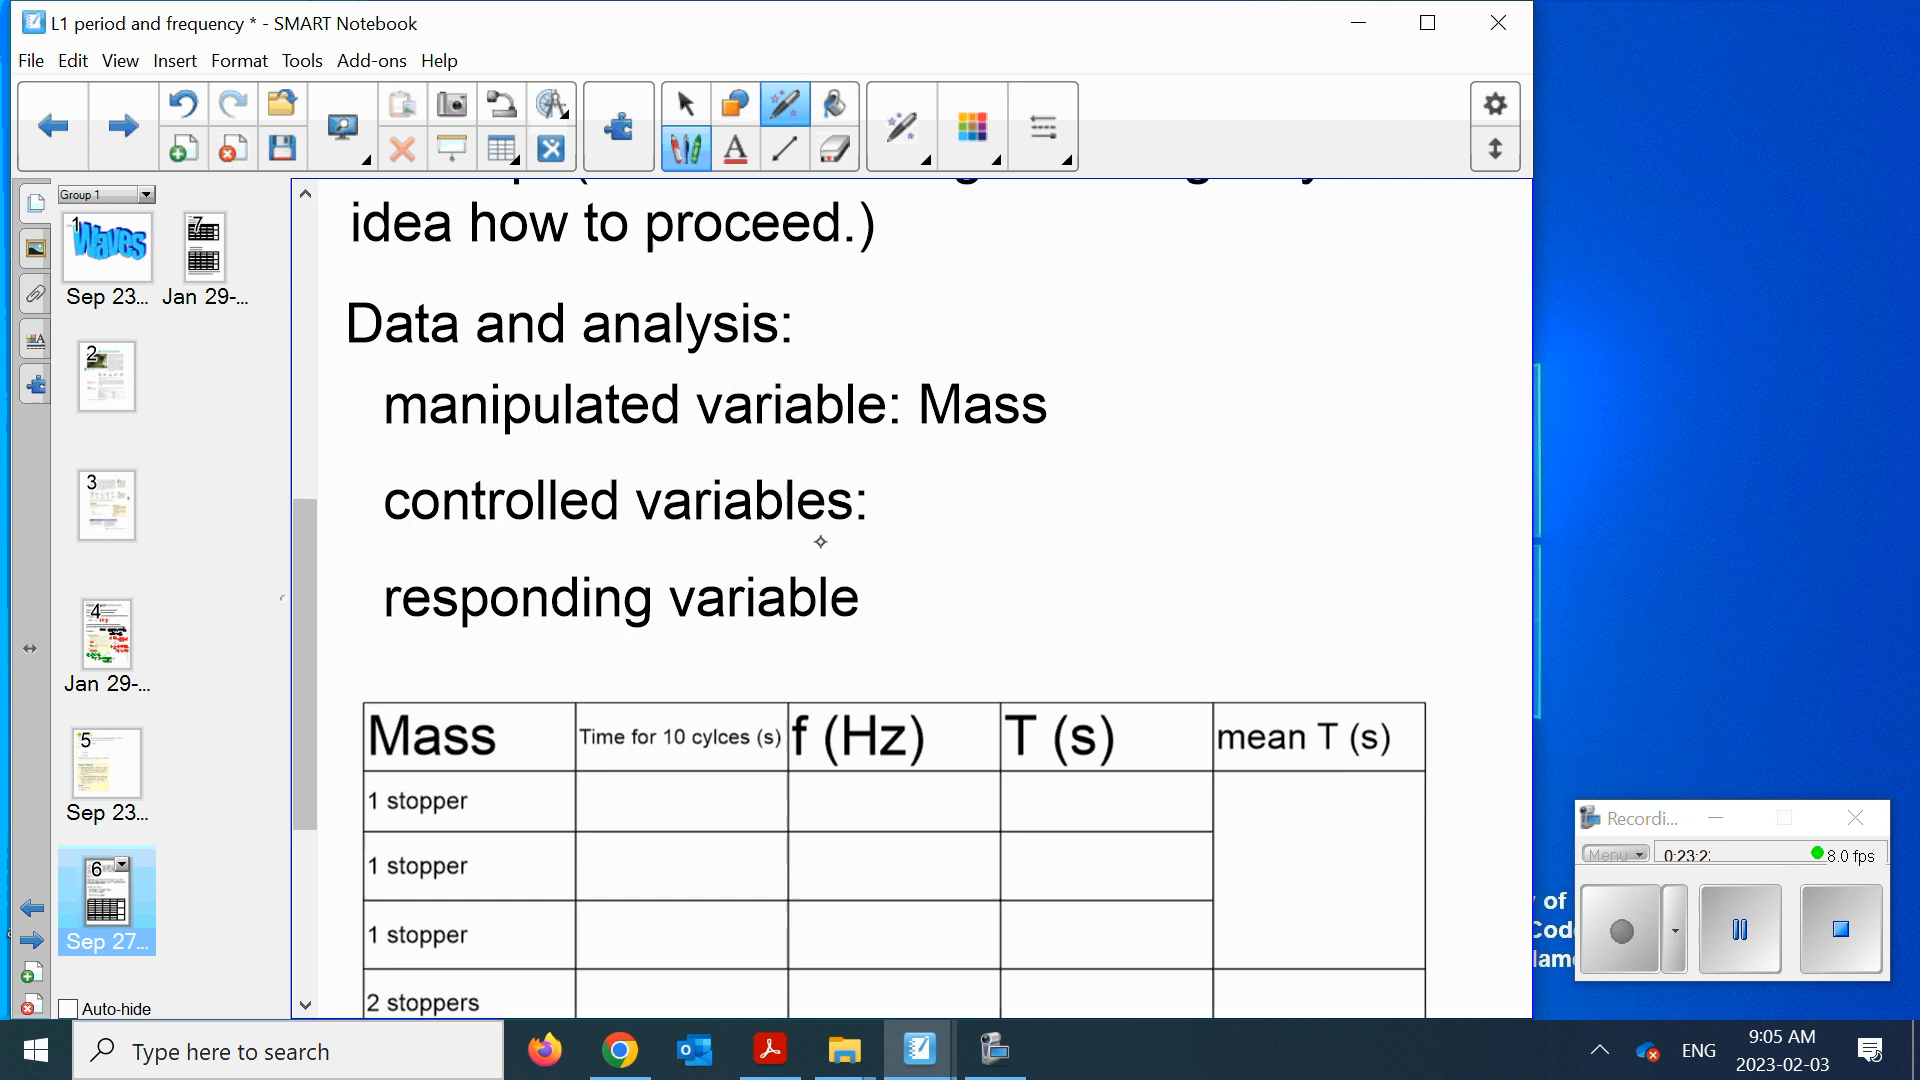 L1 period and frequency * - SMART Notebook
File Edit View Insert Format Tools Add-ons Help
Group 1
1
Waves
Sep 23...
7
Jan 29-...
2
3
4
Jan 29-...
5
Sep 23...
6
Sep 27...
Auto-hide
idea how to proceed.)
Data and analysis:
manipulated variable: Mass
controlled variables:
responding variable
Mass Time for 10 cylces (s) f (Hz) T (s) mean T (s)
1 stopper
1 stopper
1 stopper
2 stoppers
Recordi...
Menu 0:23:2 8.0 fps
of
Type here to search
ENG
9:05 AM
2023-02-03